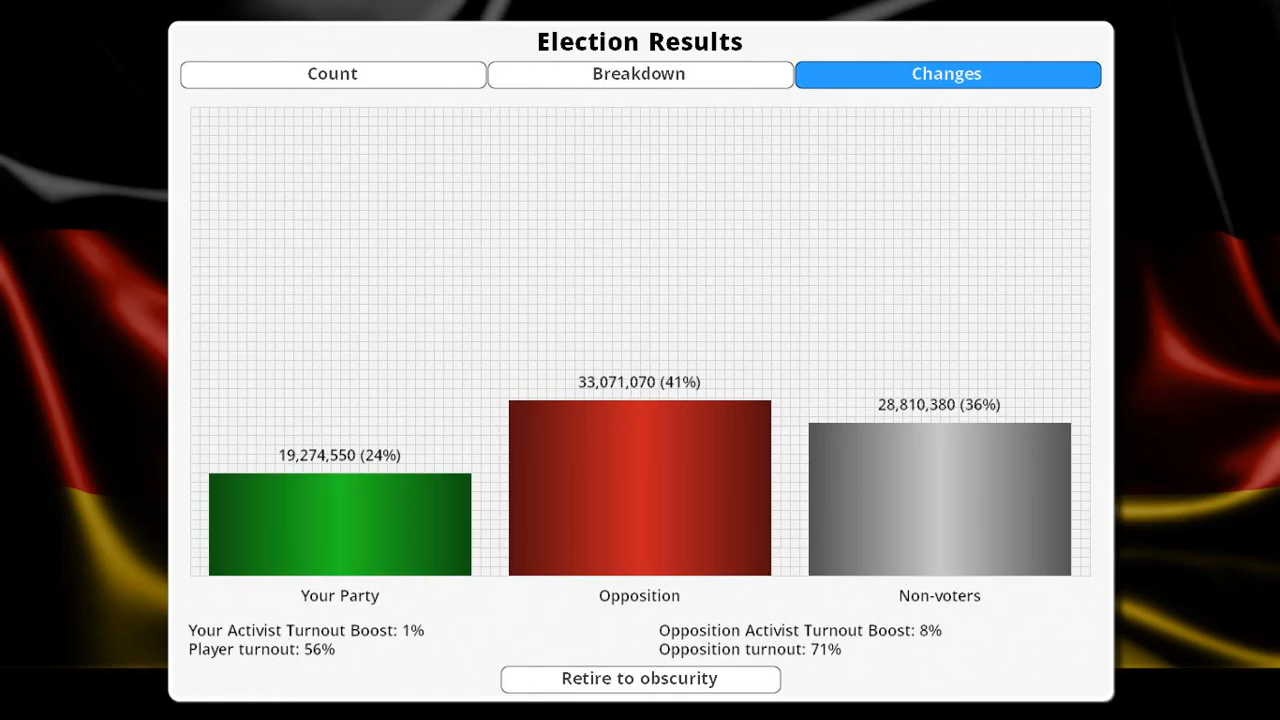 Election Results
Count
Breakdown
Changes
33,071,070 (41%)
28,810,380 (36%)
19,274,550 (24%)
Your Party
Opposition
Non-voters
Your Activist Turnout Boost: 1%
Opposition Activist Turnout Boost: 8%
Player turnout: 56%
Opposition turnout: 71%
Retire to obscurity